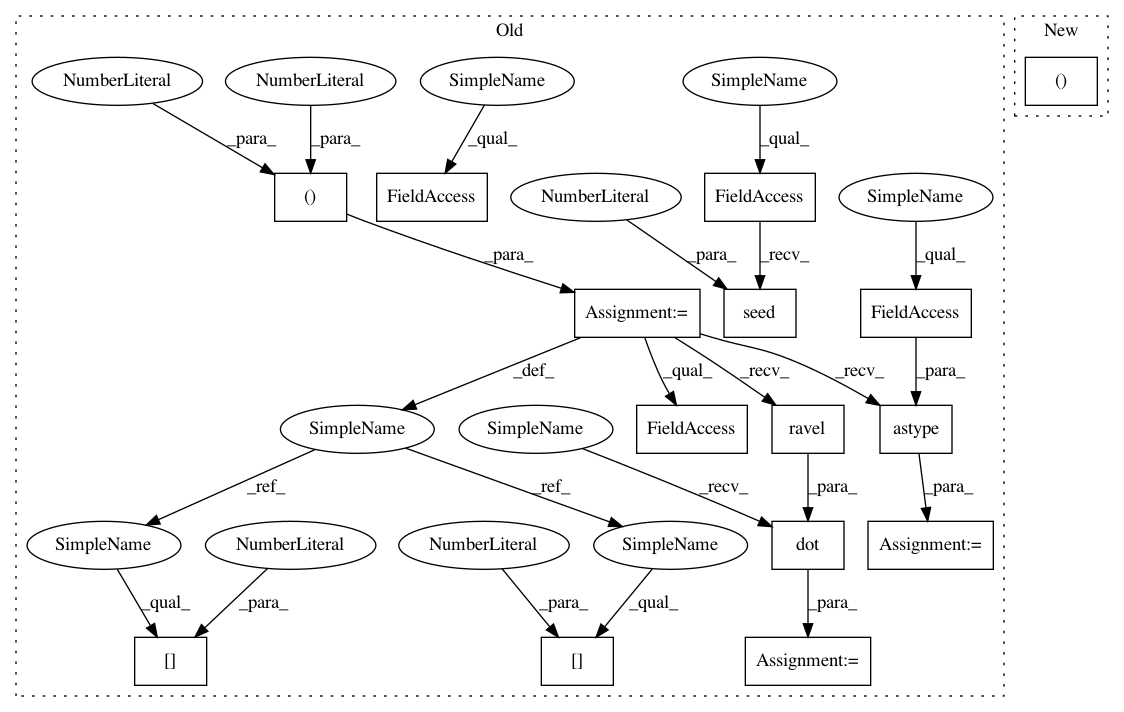 Old
New
NumberLiteral
NumberLiteral
SimpleName
SimpleName
()
_para_
_para_
_qual_
_qual_
()
FieldAccess
NumberLiteral
FieldAccess
SimpleName
_para_
_para_
_recv_
_qual_
Assignment:=
seed
FieldAccess
_def_
_qual_
_recv_
_recv_
_para_
SimpleName
SimpleName
FieldAccess
ravel
astype
_ref_
_ref_
_recv_
_para_
_para_
SimpleName
NumberLiteral
NumberLiteral
SimpleName
dot
Assignment:=
_qual_
_para_
_para_
_qual_
_para_
[]
[]
Assignment:=